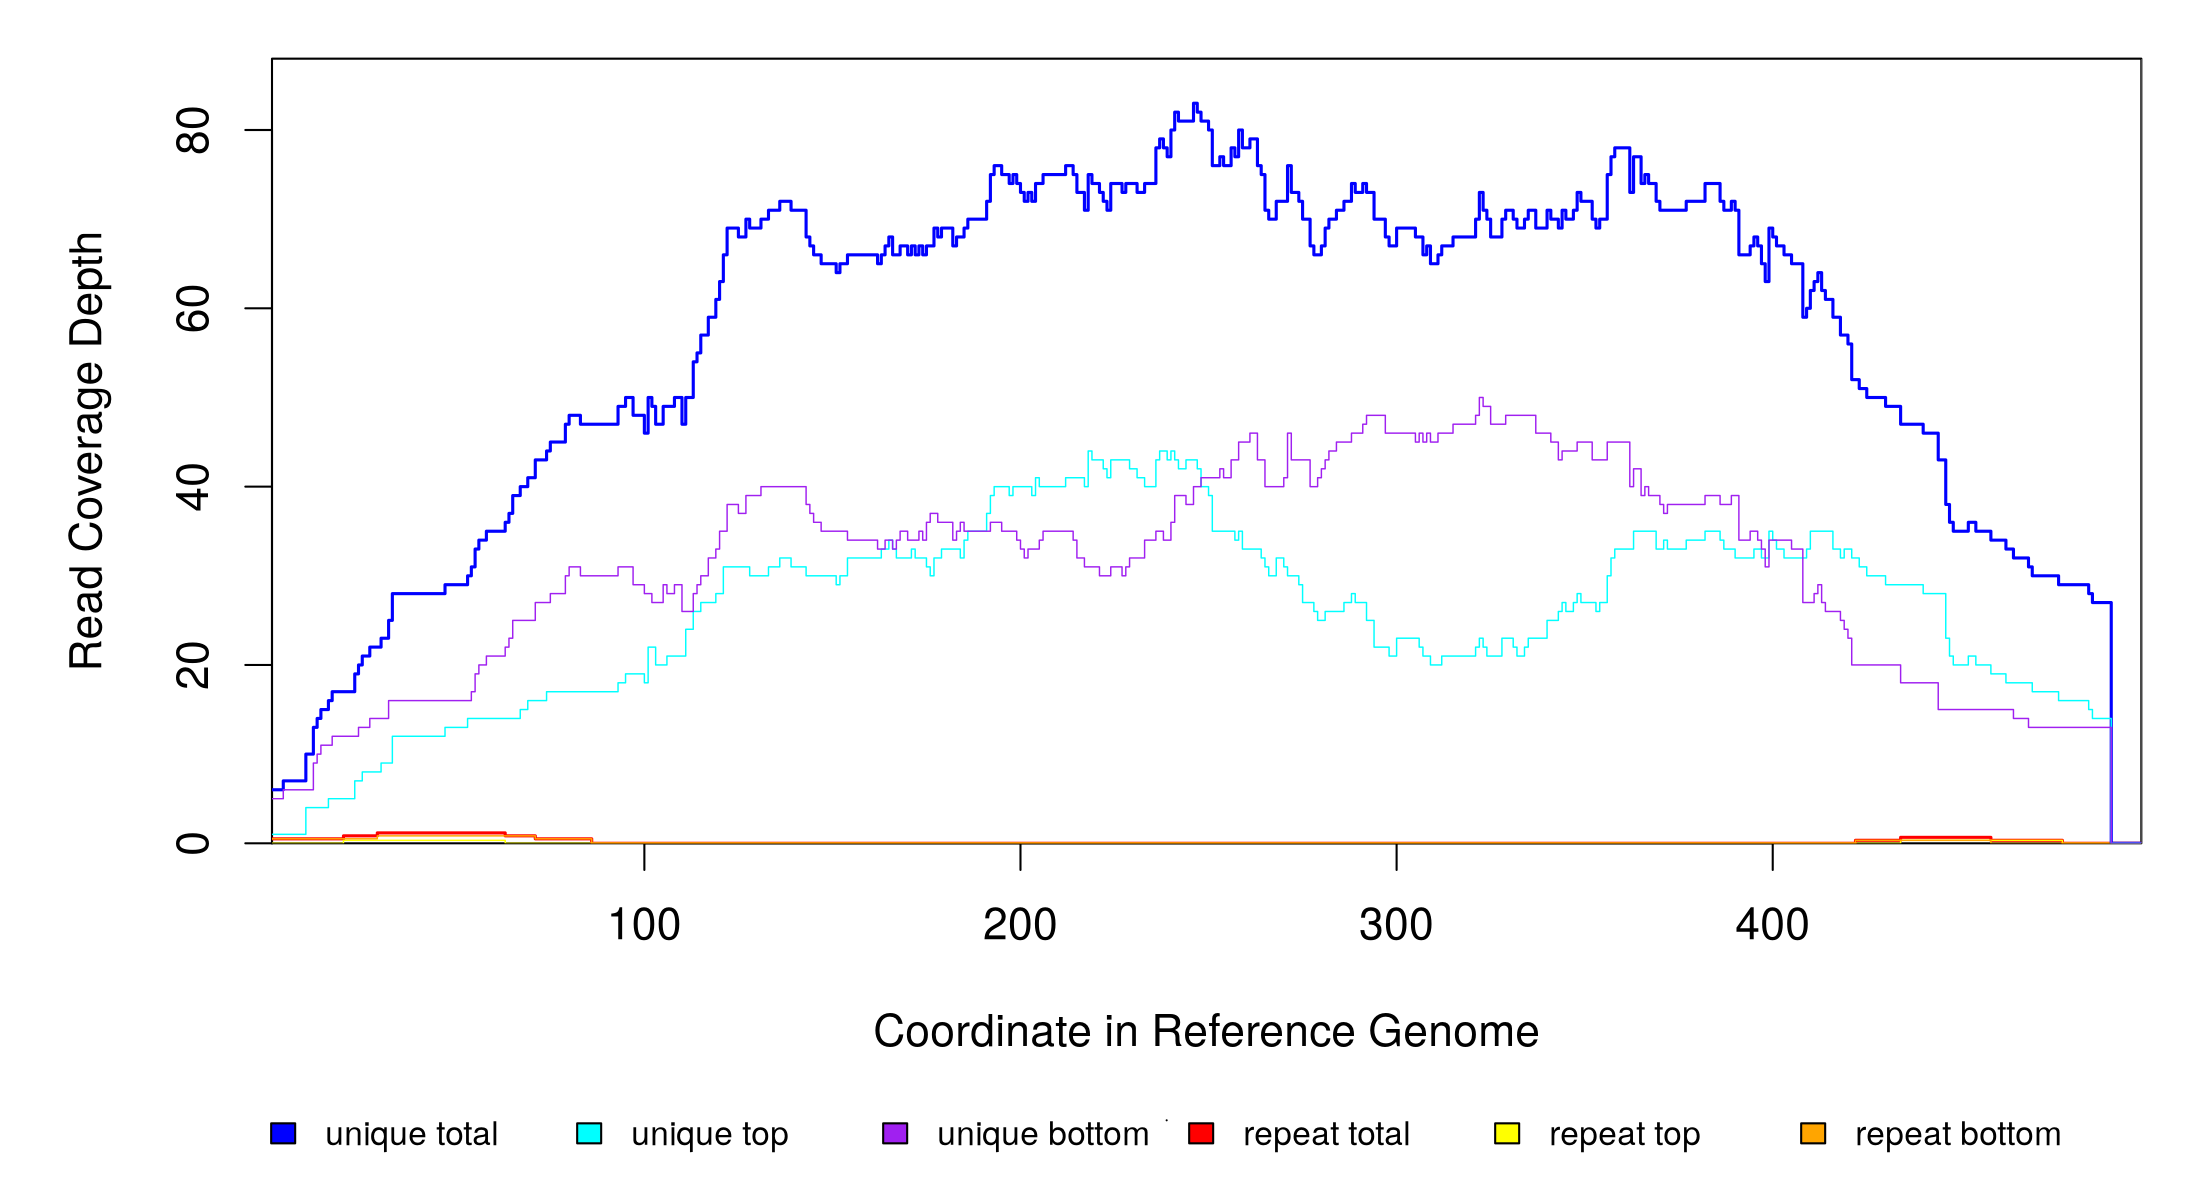 Read Coverage Depth
80
60
40
20
0
100 200 300 400
Coordinate in Reference Genome
unique total unique top unique bottom repeat total repeat top repeat bottom